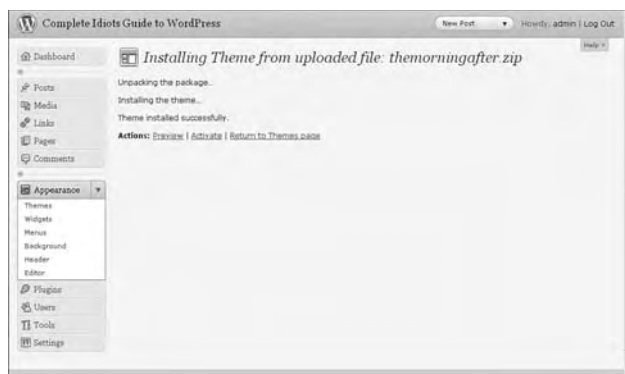 Complete Idiots Guide to WordPress
New Post
Howdy, admin | Log Out
Help
Dashboard
Installing Theme from uploaded file: themorningafter.zip
Posts
Media
Links
Pages
Comments
Appearance
Themes
Widgets
Menus
Background
Header
Editor
Plugins
Users
Tools
Settings
Unpacking the package…
Installing the theme…
Theme installed successfully.
Actions: Preview | Activate | Return to Themes page